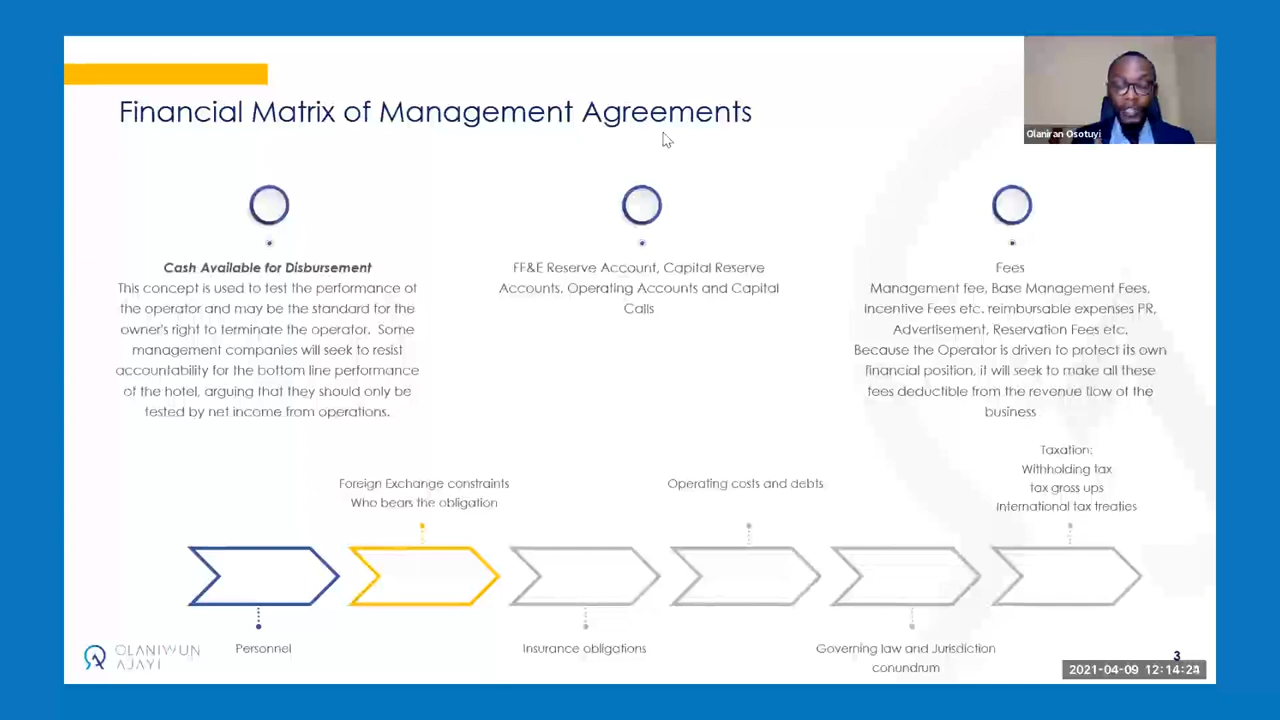 Financial Matrix of Management Agreements
Olaniran Osotuyi
Cash Available for Disbursement
This concept is used to test the performance of
the operator and may be the standard for the
owner's right to terminate the operator. Some
management companies will seek to resist
accountability for the bottom line performance
of the hotel, arguing that they should only be
tested by net income from operations.
FF&E Reserve Account, Capital Reserve
Accounts, Operating Accounts and Capital
Calls
Fees
Management fee, Base Management Fees,
Incentive Fees etc. reimbursable expenses PR,
Advertisement, Reservation Fees etc.
Because the Operator is driven to protect its own
financial position, it will seek to make all these
fees deductible from the revenue flow of the
business
Foreign Exchange constraints
Who bears the obligation
Operating costs and debts
Taxation:
Withholding tax
tax gross ups
International tax treaties
Personnel
Insurance obligations
Governing law and Jurisdiction
conundrum
OLANIWUN
AJAYI
3
2021-04-09 12:14:24